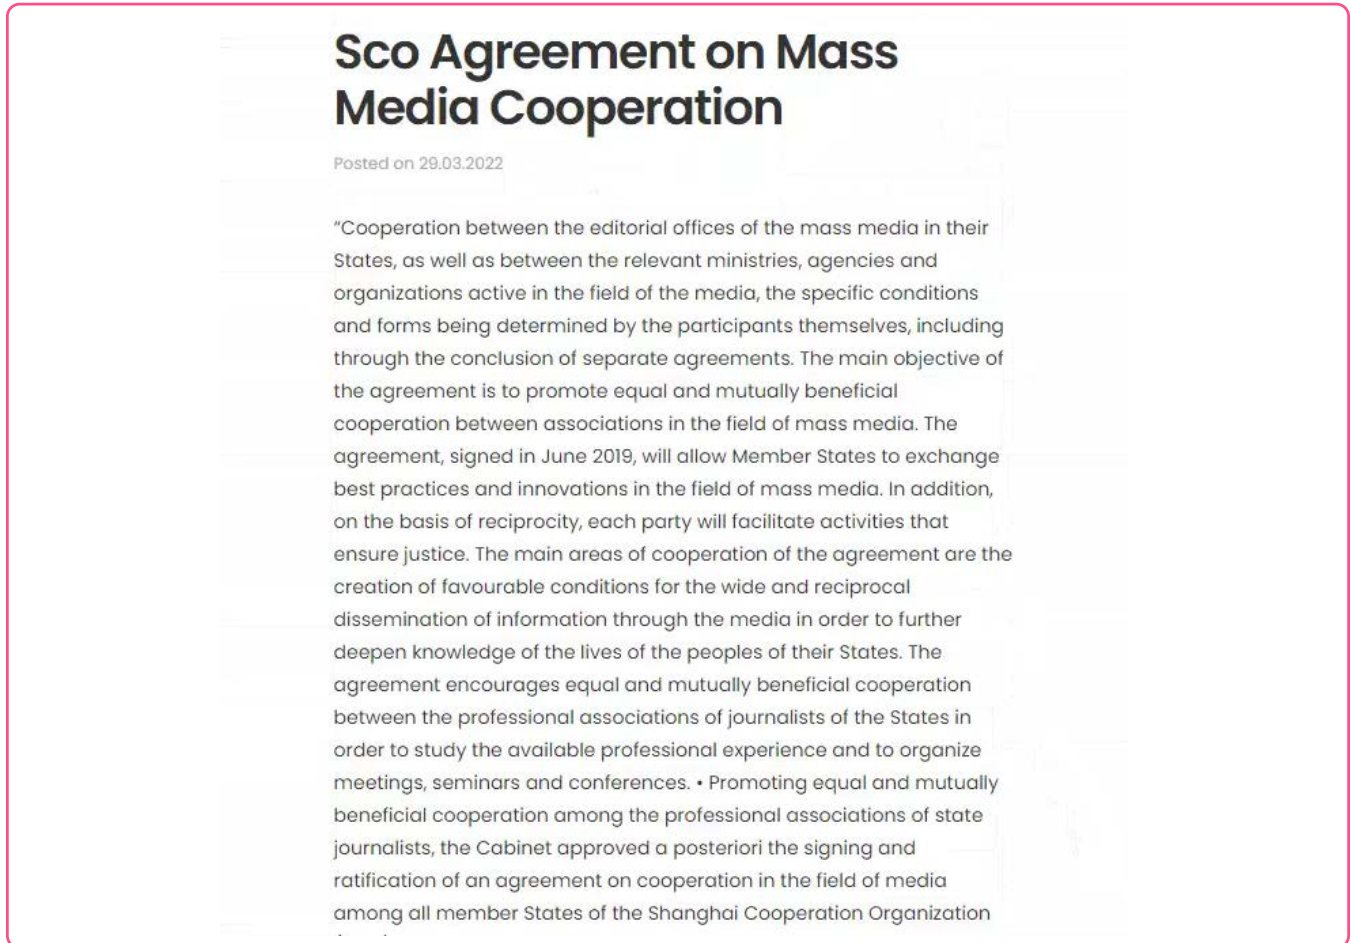 Sco Agreement on Mass
Media Cooperation
Posted on 29.03.2022
“Cooperation between the editorial offices of the mass media in their
States, as well as between the relevant ministries, agencies and
organizations active in the field of the media, the specific conditions
and forms being determined by the participants themselves, including
through the conclusion of separate agreements. The main objective of
the agreement is to promote equal and mutually beneficial
cooperation between associations in the field of mass media. The
agreement, signed in June 2019, will allow Member States to exchange
best practices and innovations in the field of mass media. In addition,
on the basis of reciprocity, each party will facilitate activities that
ensure justice. The main areas of cooperation of the agreement are the
creation of favourable conditions for the wide and reciprocal
dissemination of information through the media in order to further
deepen knowledge of the lives of the peoples of their States. The
agreement encourages equal and mutually beneficial cooperation
between the professional associations of journalists of the States in
order to study the available professional experience and to organize
meetings, seminars and conferences. • Promoting equal and mutually
beneficial cooperation among the professional associations of state
journalists, the Cabinet approved a posteriori the signing and
ratification of an agreement on cooperation in the field of media
among all member States of the Shanghai Cooperation Organization